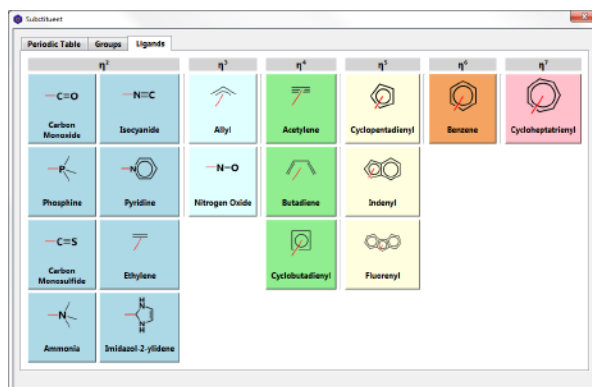 Substituent
Periodic Table Groups Ligands
η² η³ η⁴ η⁵ η⁶ η⁷
C=O N=C
Carbon Monoxide Isocyanide Allyl Acetylene Cyclopentadienyl Benzene Cycloheptatrienyl
P N N-O
Phosphine Pyridine Nitrogen Oxide Butadiene Indenyl
C=S
Carbon Monosulfide Ethylene Cyclobutadienyl Fluorenyl
N H N N H
Ammonia Imidazol-2-ylidene